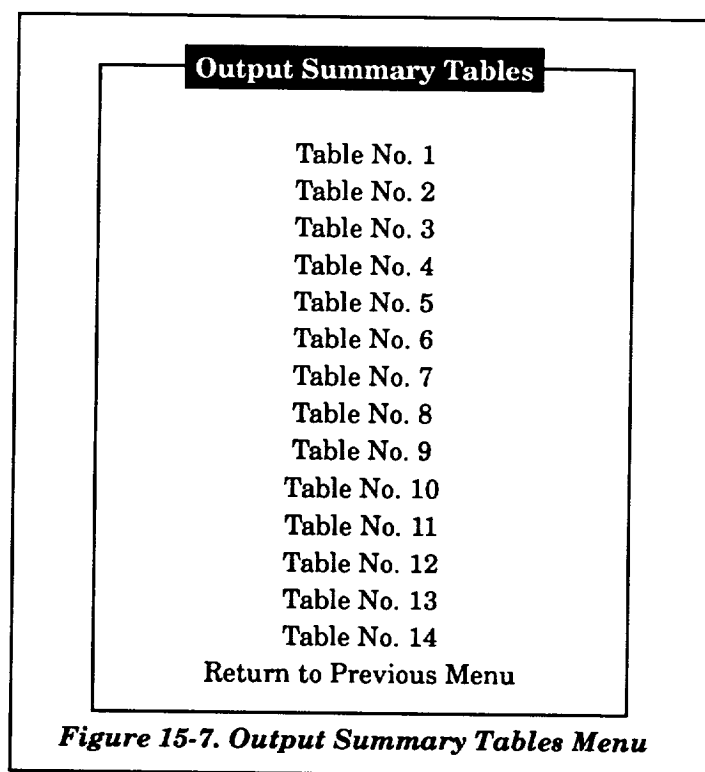 Output Summary Tables
Table No. 1
Table No. 2
Table No. 3
Table No. 4
Table No. 5
Table No. 6
Table No. 7
Table No. 8
Table No. 9
Table No. 10
Table No. 11
Table No. 12
Table No. 13
Table No. 14
Return to Previous Menu
Figure 15-7. Output Summary Tables Menu